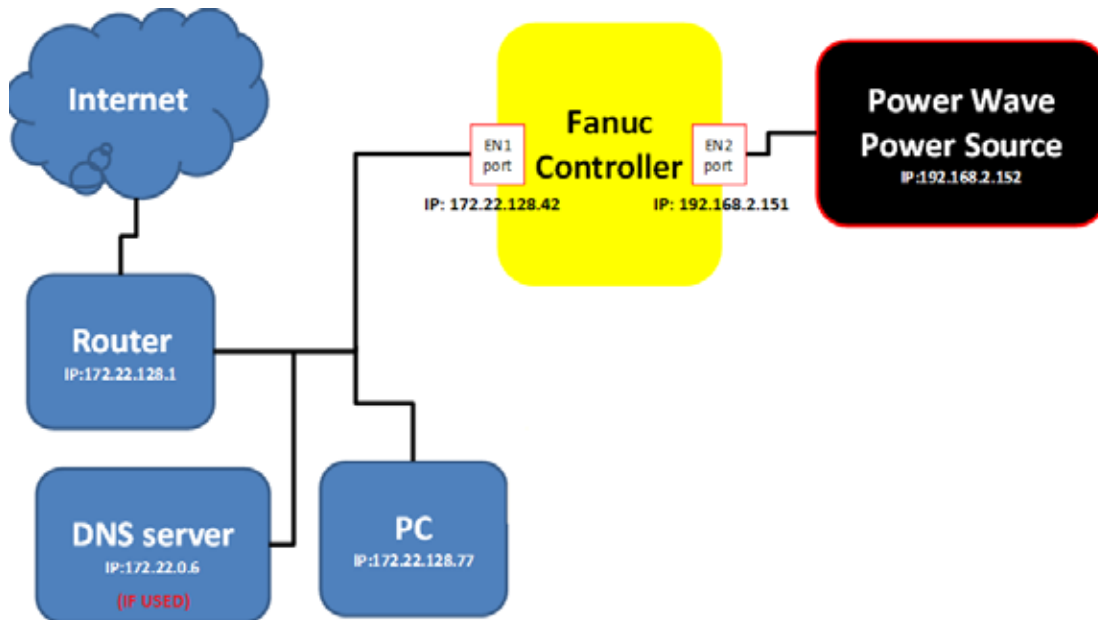 Internet
Fanuc
Controller
EN1
port
IP: 172.22.128.42
EN2
port
IP: 192.168.2.151
Power Wave
Power Source
IP:192.168.2.152
Router
IP:172.22.128.1
DNS server
IP:172.22.0.6
(IF USED)
PC
IP:172.22.128.77